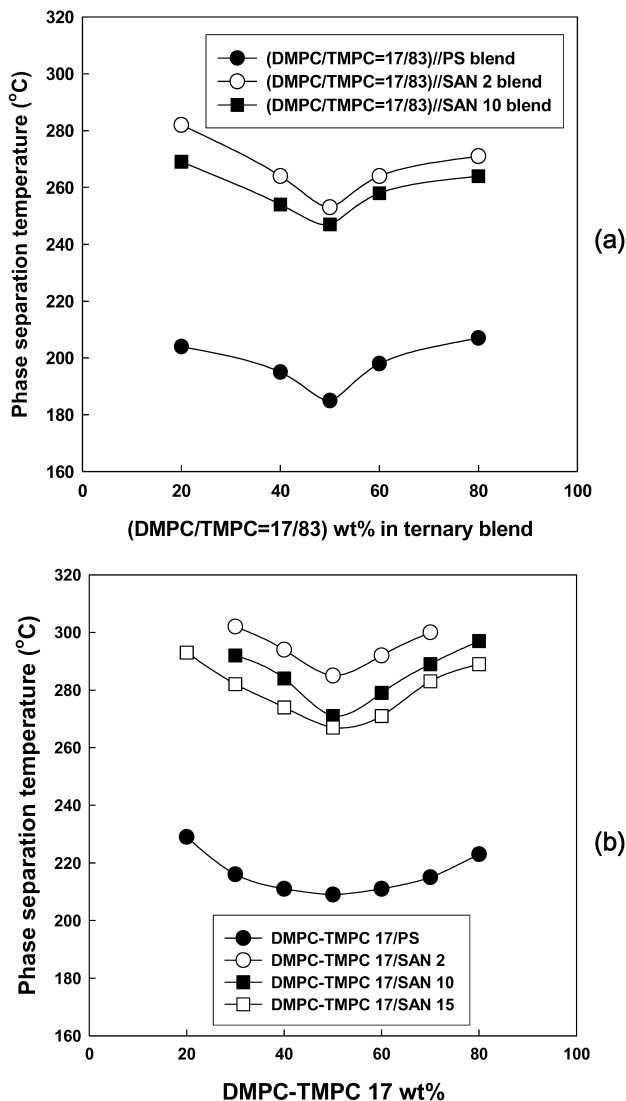 320
300
280
260
240
220
200
180
160
Phase separation temperature (°C)
(DMPC/TMPC=17/83)//PS blend
(DMPC/TMPC=17/83)//SAN 2 blend
(DMPC/TMPC=17/83)//SAN 10 blend
(a)
0 20 40 60 80 100
(DMPC/TMPC=17/83) wt% in ternary blend
320
300
280
260
240
220
200
180
160
Phase separation temperature (°C)
(b)
DMPC-TMPC 17/PS
DMPC-TMPC 17/SAN 2
DMPC-TMPC 17/SAN 10
DMPC-TMPC 17/SAN 15
0 20 40 60 80 100
DMPC-TMPC 17 wt%